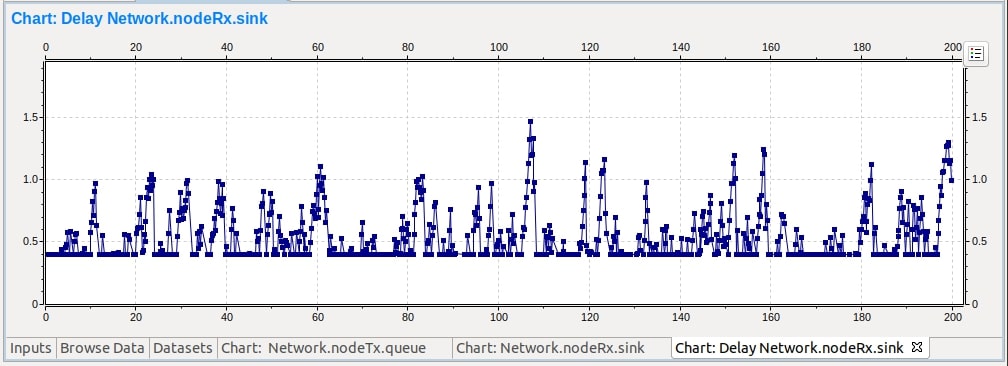 Chart: Delay Network.nodeRx.sink
0 20 40 60 80 100 120 140 160 180 200
1.5 1.5
1.0 1.0
0.5 0.5
0 0
0 20 40 60 80 100 120 140 160 180 200
Inputs Browse Data Datasets Chart: Network.nodeTx.queue Chart: Network.nodeRx.sink Chart: Delay Network.nodeRx.sink